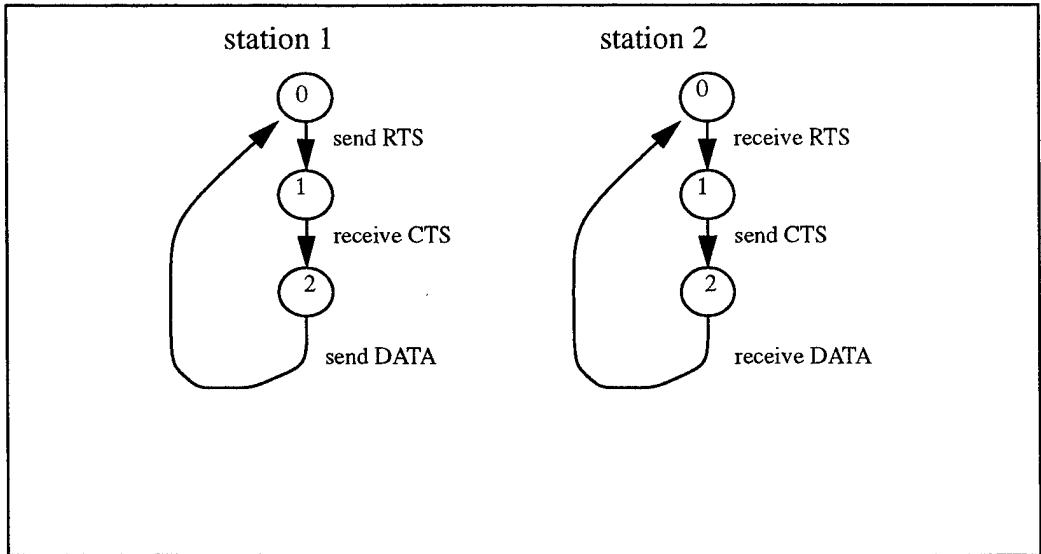 station 1
0
send RTS
1
receive CTS
2
send DATA
station 2
0
receive RTS
1
send CTS
2
receive DATA